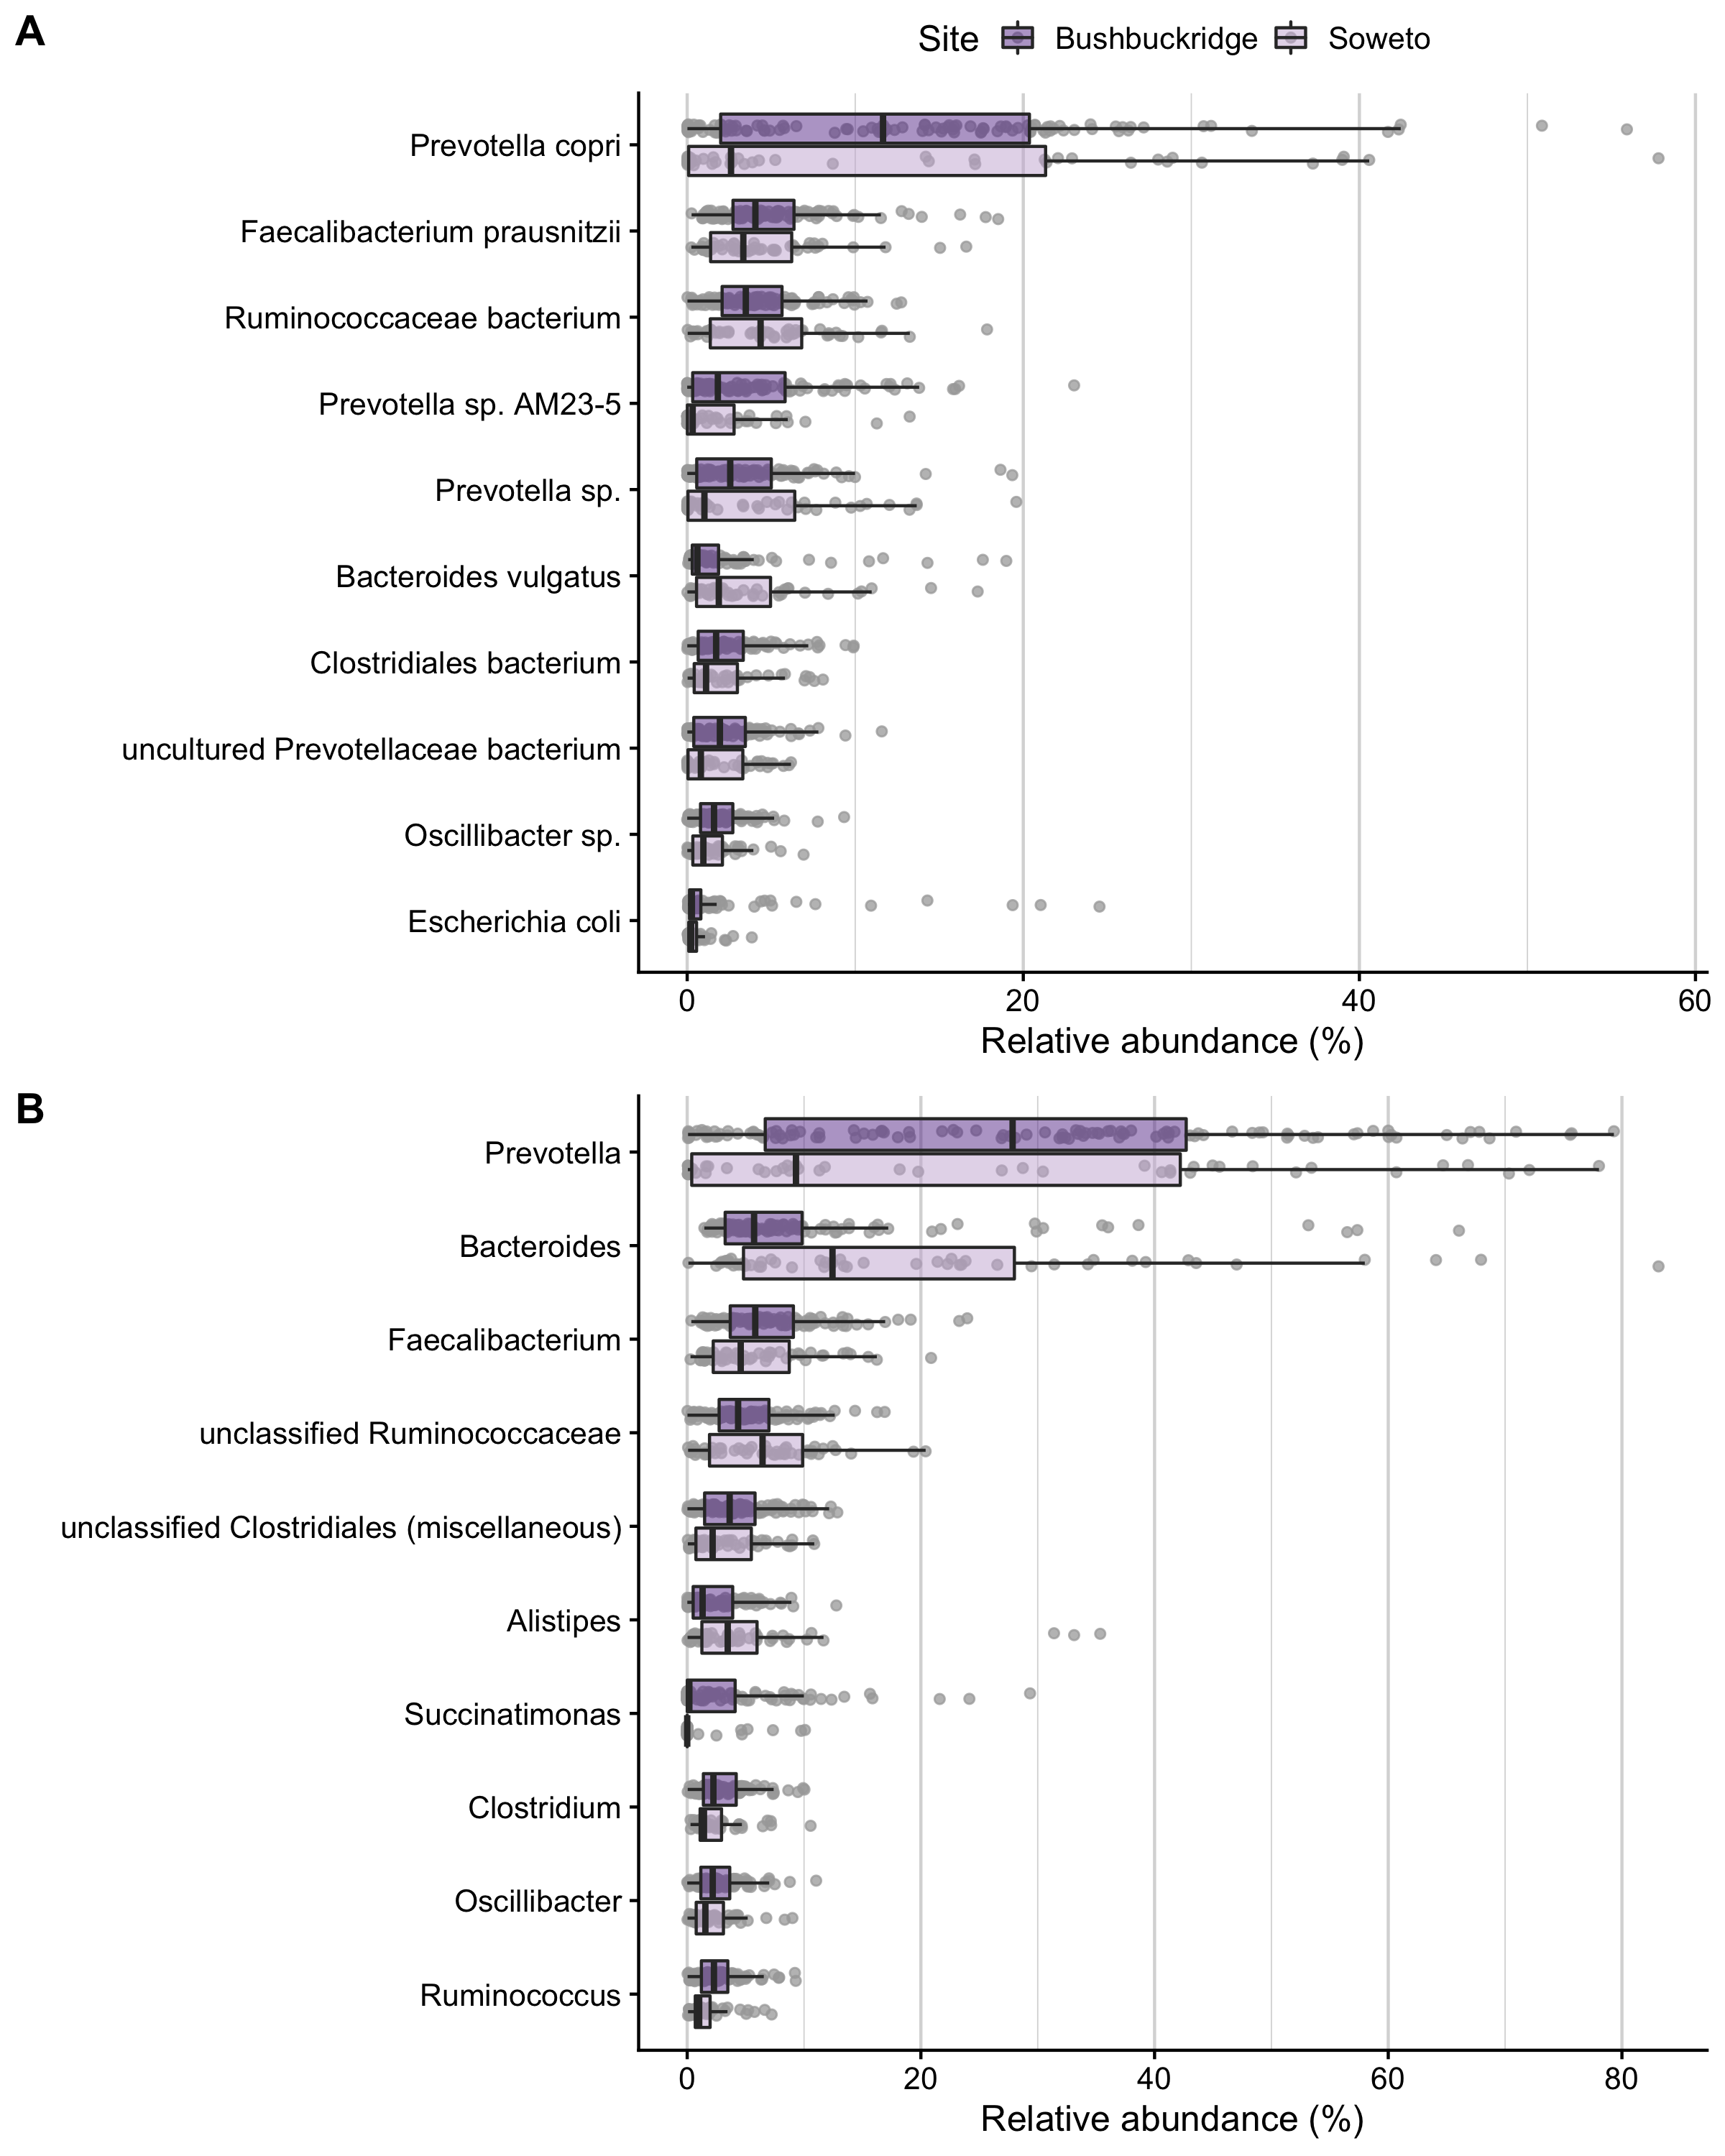 A
Site Bushbuckridge Soweto
Prevotella copri
Faecalibacterium prausnitzii
Ruminococcaceae bacterium
Prevotella sp. AM23-5
Prevotella sp.
Bacteroides vulgatus
Clostridiales bacterium
uncultured Prevotellaceae bacterium
Oscillibacter sp.
Escherichia coli
0 20 40 60
Relative abundance (%)
B
Prevotella
Bacteroides
Faecalibacterium
unclassified Ruminococcaceae
unclassified Clostridiales (miscellaneous)
Alistipes
Succinatimonas
Clostridium
Oscillibacter
Ruminococcus
0 20 40 60 80
Relative abundance (%)